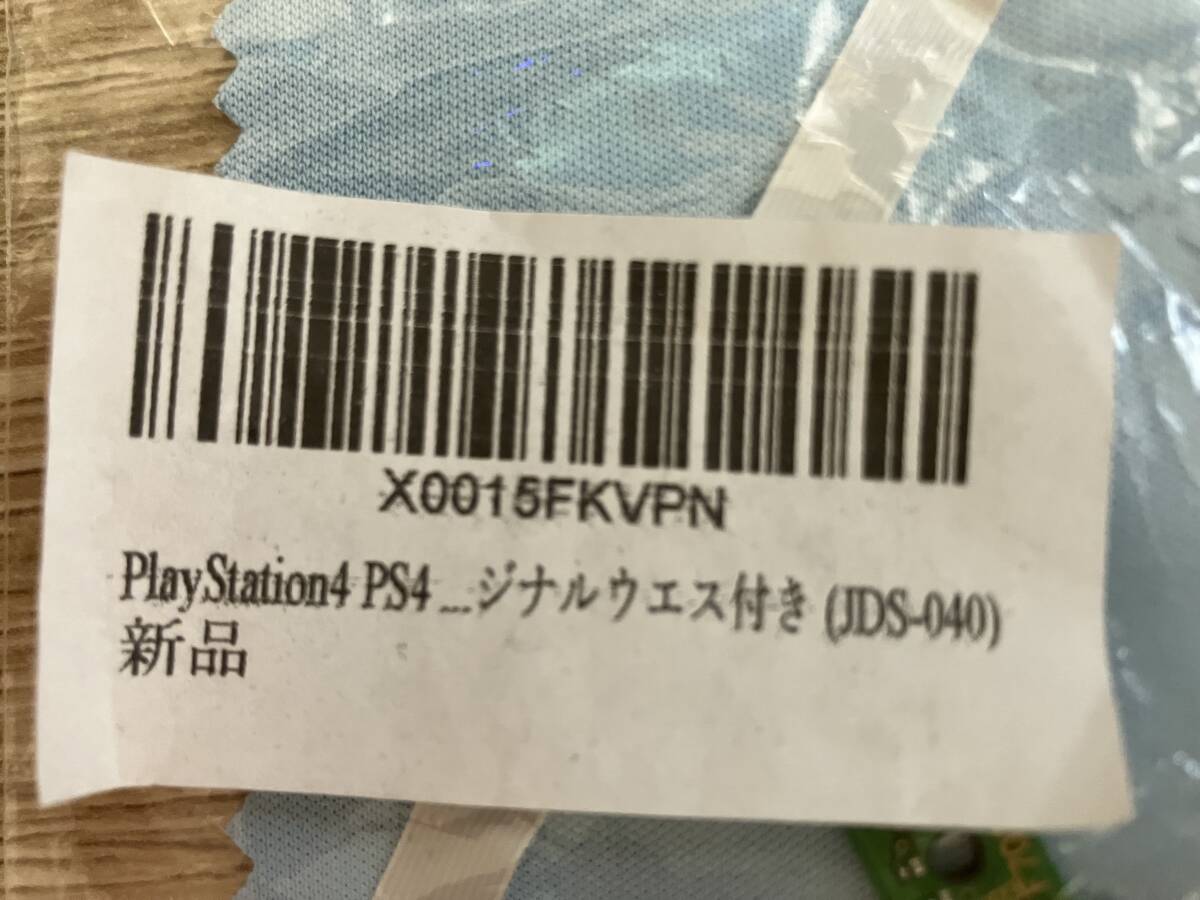 X0015FKVPN
PlayStation4 PS4 ...ジナルウエス付き (JDS-040)
新品